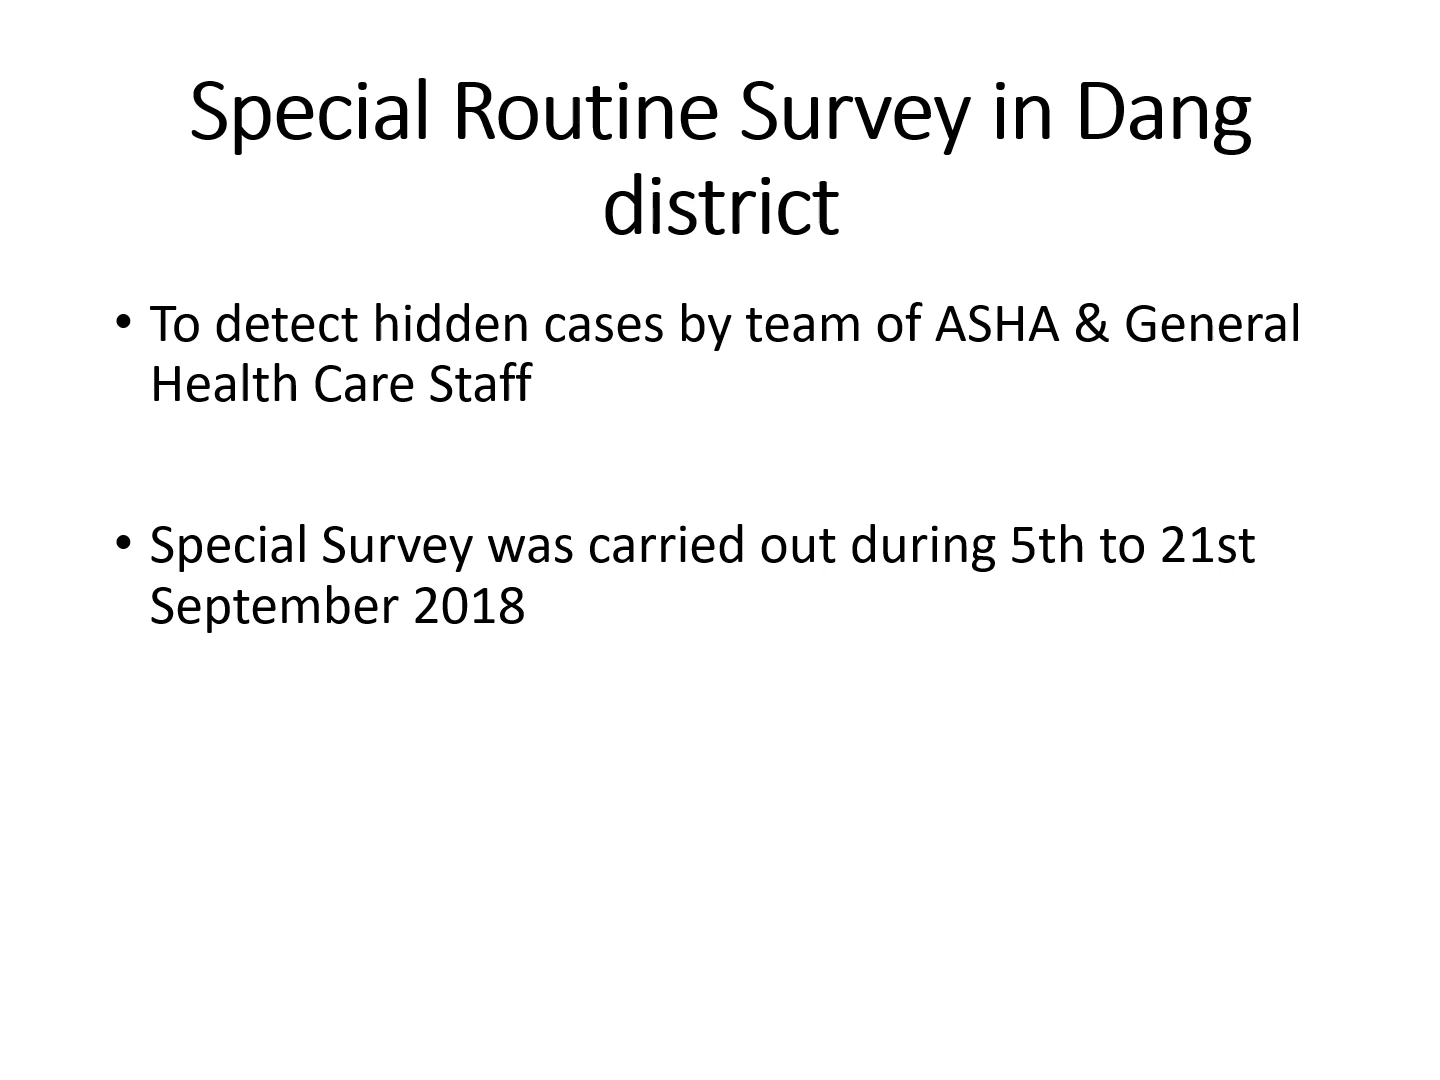 Special Routine Survey in Dang
district
• To detect hidden cases by team of ASHA & General
Health Care Staff
• Special Survey was carried out during 5th to 21st
September 2018